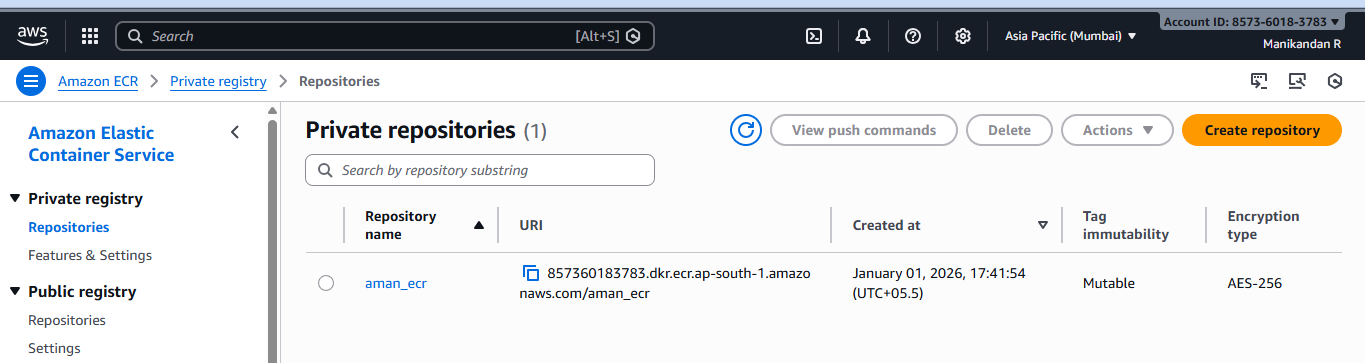 aws
Search
[Alt+S]
Asia Pacific (Mumbai)
Account ID: 8573-6018-3783
Manikandan R
Amazon ECR
Private registry
Repositories
Amazon Elastic
Container Service
Private registry
Repositories
Features & Settings
Public registry
Repositories
Settings
Private repositories (1)
View push commands
Delete
Actions
Create repository
Search by repository substring
Repository
name
URI
Created at
Tag
immutability
Encryption
type
aman_ecr
857360183783.dkr.ecr.ap-south-1.amazo
naws.com/aman_ecr
January 01, 2026, 17:41:54
(UTC+05.5)
Mutable
AES-256